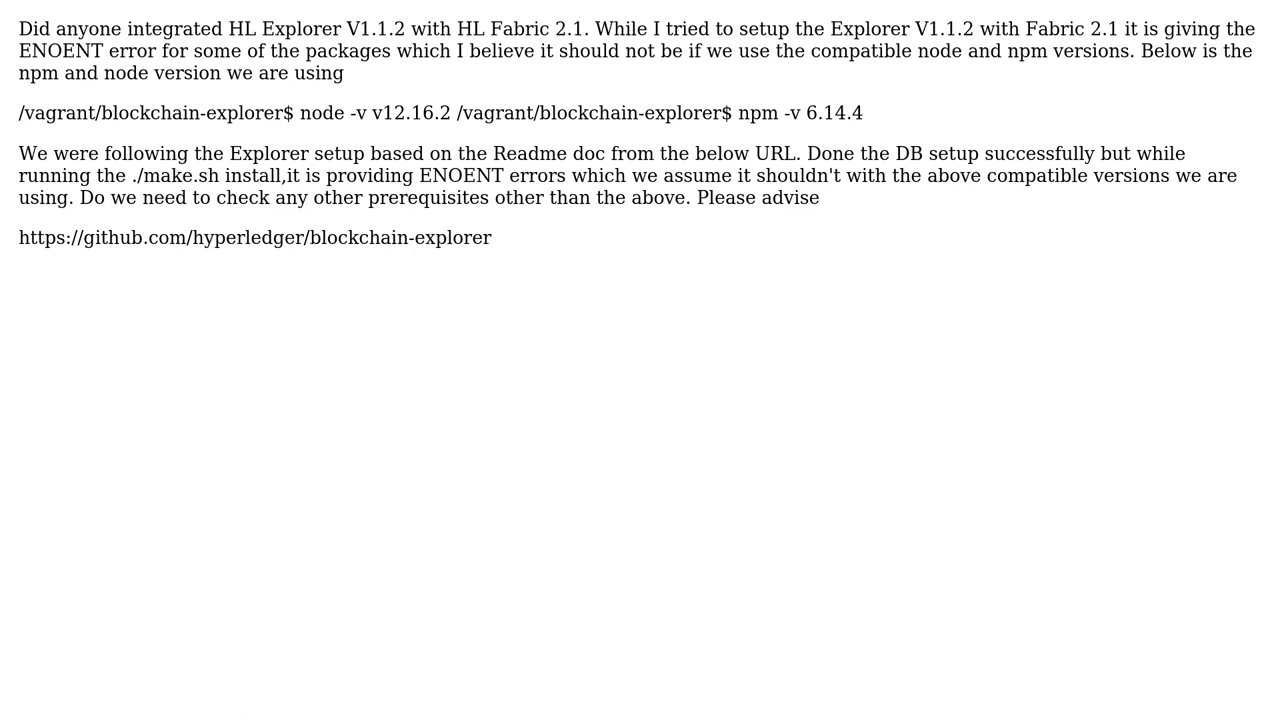 Did anyone integrated HL Explorer V1.1.2 with HL Fabric 2.1. While I tried to setup the Explorer V1.1.2 with Fabric 2.1 it is giving the
ENOENT error for some of the packages which I believe it should not be if we use the compatible node and npm versions. Below is the
npm and node version we are using
/vagrant/blockchain-explorer$ node -v v12.16.2 /vagrant/blockchain-explorer$ npm -v 6.14.4
We were following the Explorer setup based on the Readme doc from the below URL. Done the DB setup successfully but while
running the ./make.sh install,it is providing ENOENT errors which we assume it shouldn't with the above compatible versions we are
using. Do we need to check any other prerequisites other than the above. Please advise
https://github.com/hyperledger/blockchain-explorer